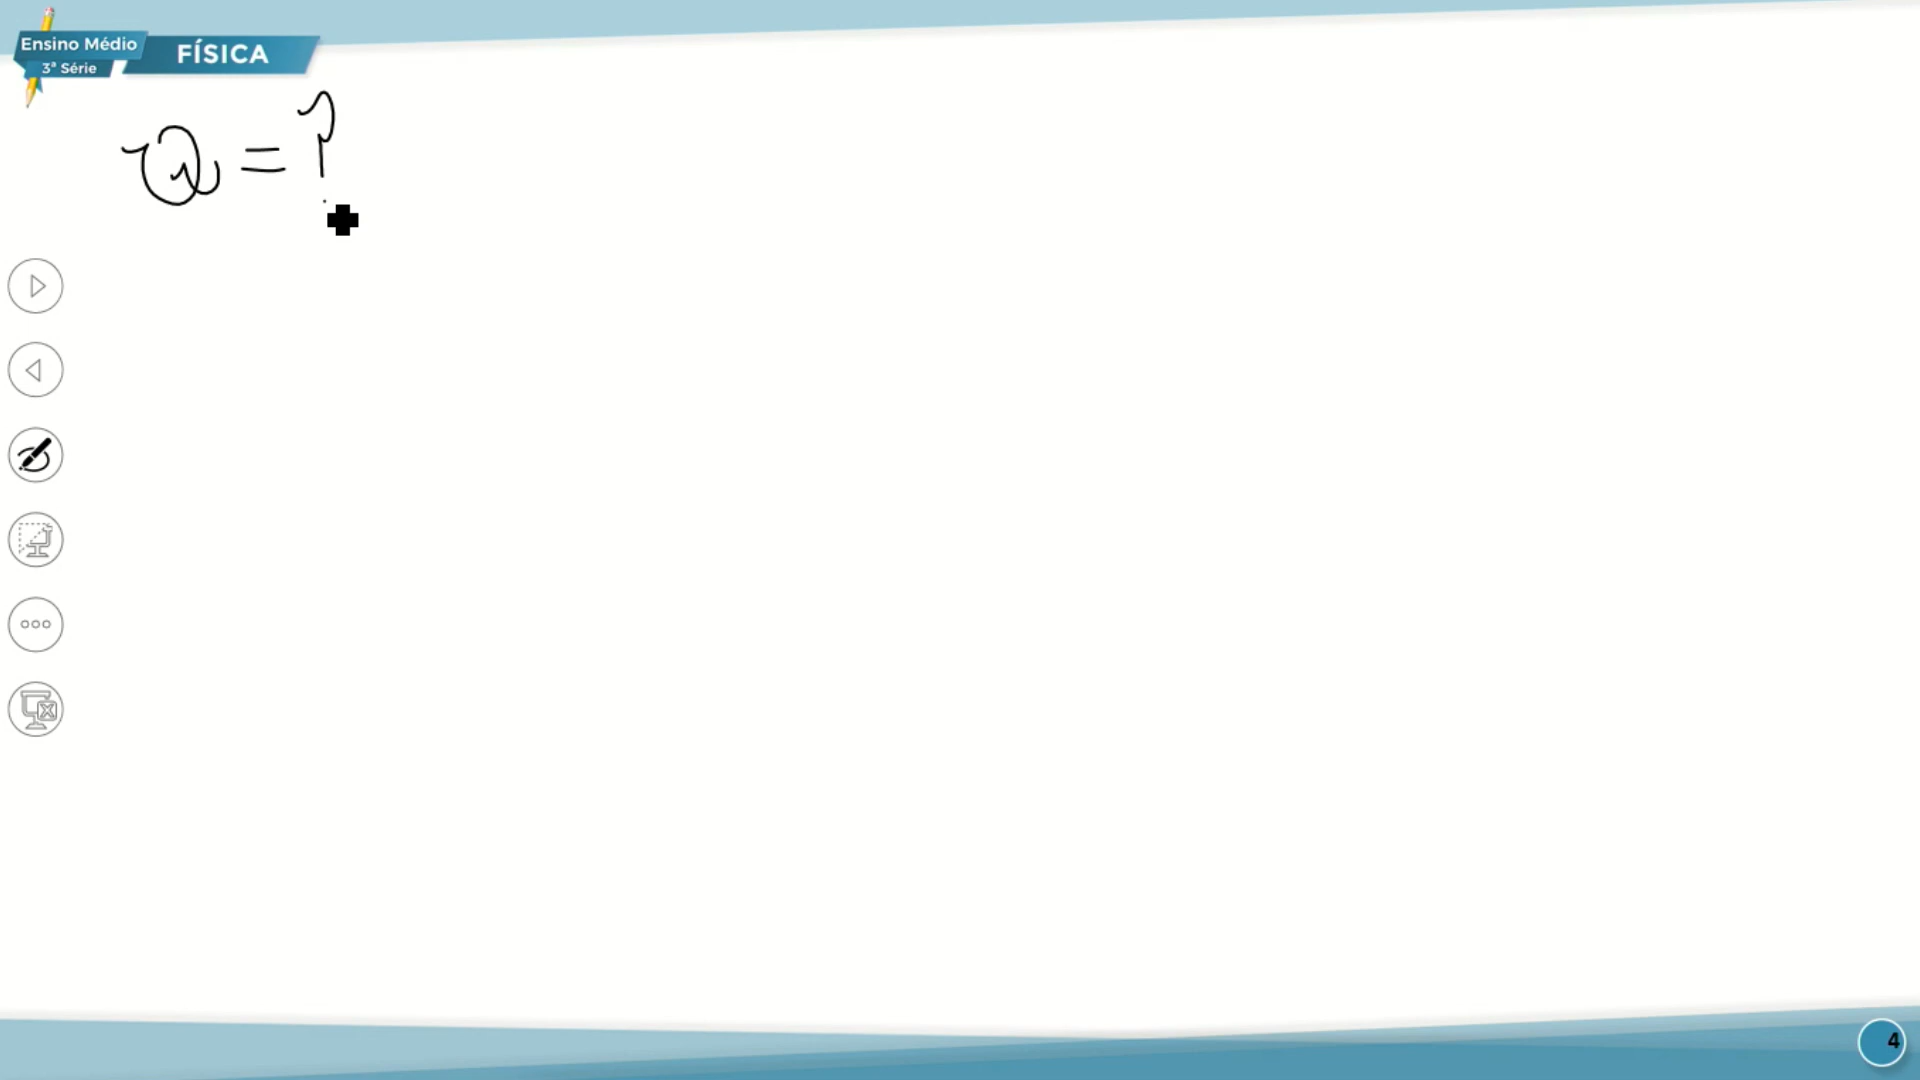 Ensino Médio
3ª Série
FÍSICA
Q = ?
4